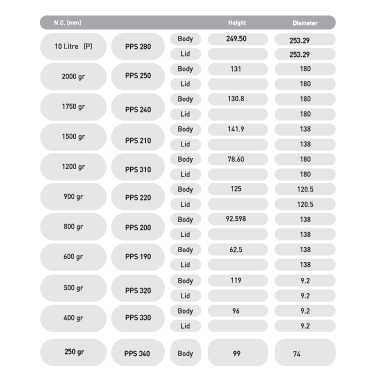 N.C. (mm) Height Diameter
10 Litre (P) PPS 280 Body 249.50 253.29
Lid 253.29
2000 gr PPS 250 Body 131 180
Lid 180
1750 gr PPS 240 Body 130.8 180
Lid 180
1500 gr PPS 210 Body 141.9 138
Lid 138
1200 gr PPS 310 Body 78.60 180
Lid 180
900 gr PPS 220 Body 125 120.5
Lid 120.5
800 gr PPS 200 Body 92.598 138
Lid 138
600 gr PPS 190 Body 62.5 138
Lid 138
500 gr PPS 320 Body 119 9.2
Lid 9.2
400 gr PPS 330 Body 96 9.2
Lid 9.2
250 gr PPS 340 Body 99 74